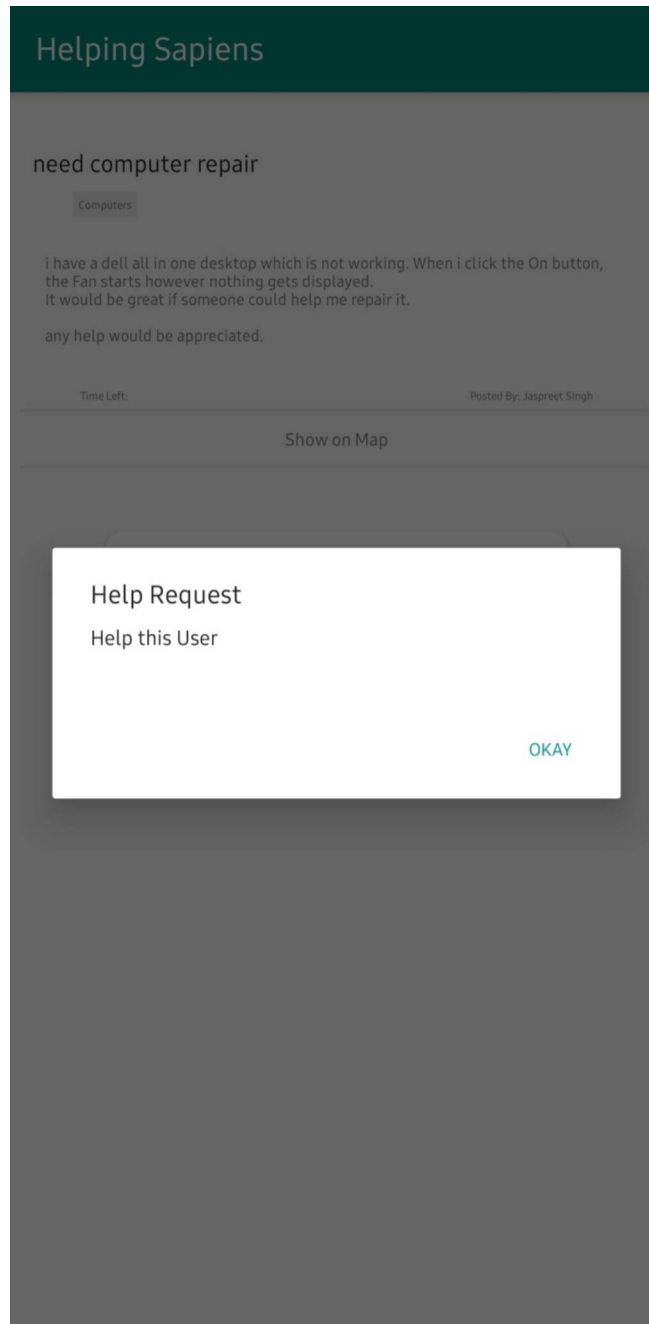 Helping Sapiens
need computer repair
Computers
i have a dell all in one desktop which is not working. When i click the On button,
the Fan starts however nothing gets displayed.
It would be great if someone could help me repair it.
any help would be appreciated.
Time Left:
Posted By: Jaspreet Singh
Show on Map
Help Request
Help this User
OKAY